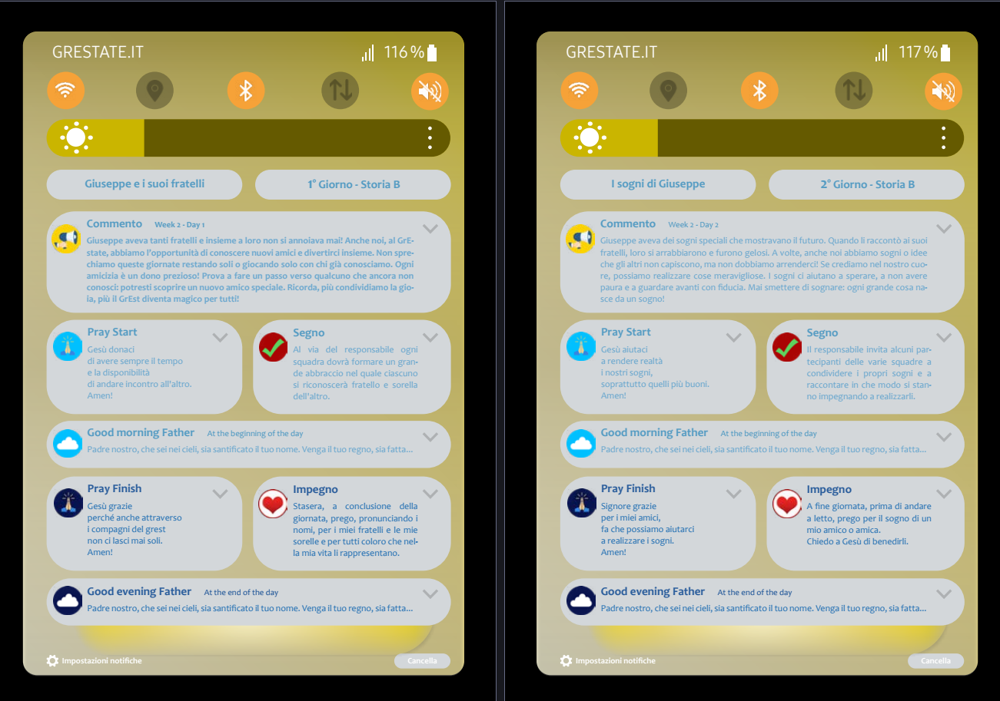 GRESTATE.IT
116 %
Giuseppe e i suoi fratelli
1° Giorno - Storia B
Commento Week 2 - Day 1
Giuseppe aveva tanti fratelli e insieme a loro non si annoiava mai! Anche noi, al GrE-
state, abbiamo l'opportunità di conoscere nuovi amici e divertirci insieme. Non spre-
chiamo queste giornate restando soli o giocando solo con chi già conosciamo. Ogni
amicizia è un dono prezioso! Prova a fare un passo verso qualcuno che ancora non
conosci: potresti scoprire un nuovo amico speciale. Ricorda, più condividiamo la gio-
ia, più il GrEst diventa magico per tutti!
Pray Start
Gesù donaci
di avere sempre il tempo
e la disponibilità
di andare incontro all'altro.
Amen!
Segno
Al via del responsabile ogni
squadra dovrà formare un gran-
de abbraccio nel quale ciascuno
si riconoscerà fratello e sorella
dell'altro.
Good morning Father At the beginning of the day
Padre nostro, che sei nei cieli, sia santificato il tuo nome. Venga il tuo regno, sia fatta...
Pray Finish
Gesù grazie
perché anche attraverso
i compagni del grest
non ci lasci mai soli.
Amen!
Impegno
Stasera, a conclusione della
giornata, prego, pronunciando i
nomi, per i miei fratelli e le mie
sorelle e per tutti coloro che nel-
la mia vita li rappresentano.
Good evening Father At the end of the day
Padre nostro, che sei nei cieli, sia santificato il tuo nome. Venga il tuo regno, sia fatta...
Impostazioni notifiche
Cancella
GRESTATE.IT
117 %
I sogni di Giuseppe
2° Giorno - Storia B
Commento Week 2 - Day 2
Giuseppe aveva dei sogni speciali che mostravano il futuro. Quando li raccontò ai suoi
fratelli, loro si arrabbiarono e furono gelosi. A volte, anche noi abbiamo sogni o idee
che gli altri non capiscono, ma non dobbiamo arrenderci! Se crediamo nel nostro cuo-
re, possiamo realizzare cose meravigliose. I sogni ci aiutano a sperare, a non avere
paura e a guardare avanti con fiducia. Mai smettere di sognare: ogni grande cosa na-
sce da un sogno!
Pray Start
Gesù aiutaci
a rendere realtà
i nostri sogni,
soprattutto quelli più buoni.
Amen!
Segno
Il responsabile invita alcuni par-
tecipanti delle varie squadre a
condividere i propri sogni e a
raccontare in che modo si stan-
no impegnando a realizzarli.
Good morning Father At the beginning of the day
Padre nostro, che sei nei cieli, sia santificato il tuo nome. Venga il tuo regno, sia fatta...
Pray Finish
Signore grazie
per i miei amici,
fa che possiamo aiutarci
a realizzare i sogni.
Amen!
Impegno
A fine giornata, prima di andare
a letto, prego per il sogno di un
mio amico o amica.
Chiedo a Gesù di benedirli.
Good evening Father At the end of the day
Padre nostro, che sei nei cieli, sia santificato il tuo nome. Venga il tuo regno, sia fatta...
Impostazioni notifiche
Cancella